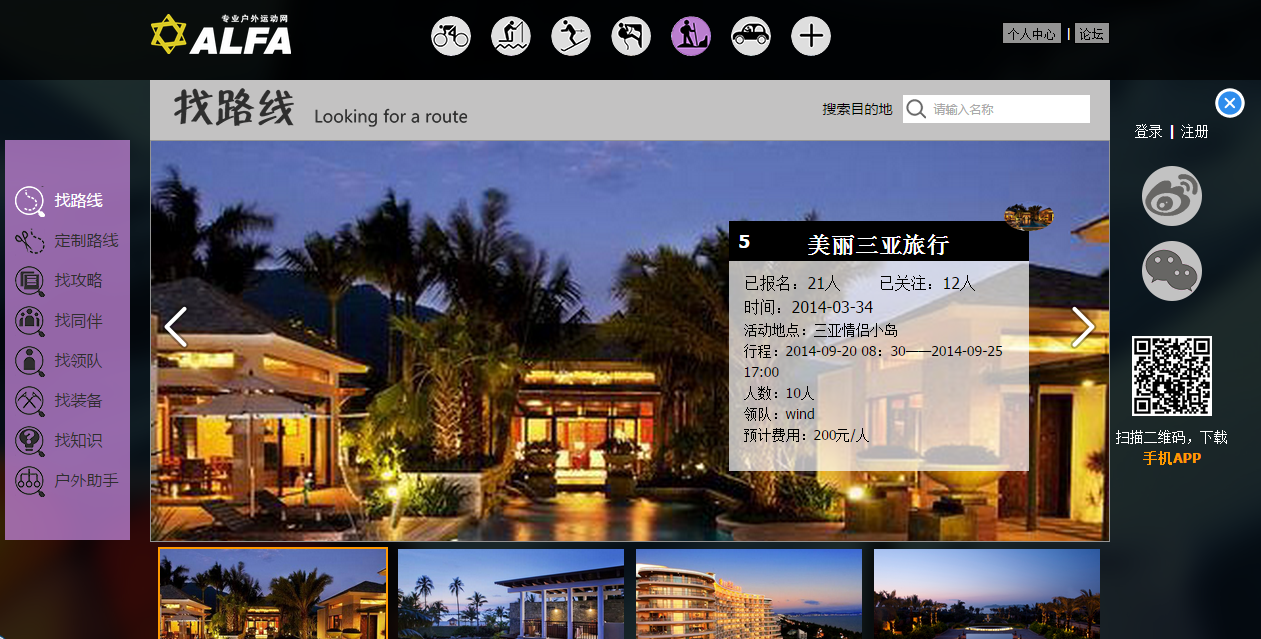 专业户外运动网
ALFA
个人中心 | 论坛
找路线 Looking for a route
搜索目的地 请输入名称
登录 | 注册
找路线
定制路线
找攻略
找同伴
找领队
找装备
找知识
户外助手
5 美丽三亚旅行
已报名：21人 已关注：12人
时间：2014-03-34
活动地点：三亚情侣小岛
行程：2014-09-20 08：30——2014-09-25
17:00
人数：10人
领队：wind
预计费用：200元/人
扫描二维码，下载
手机APP